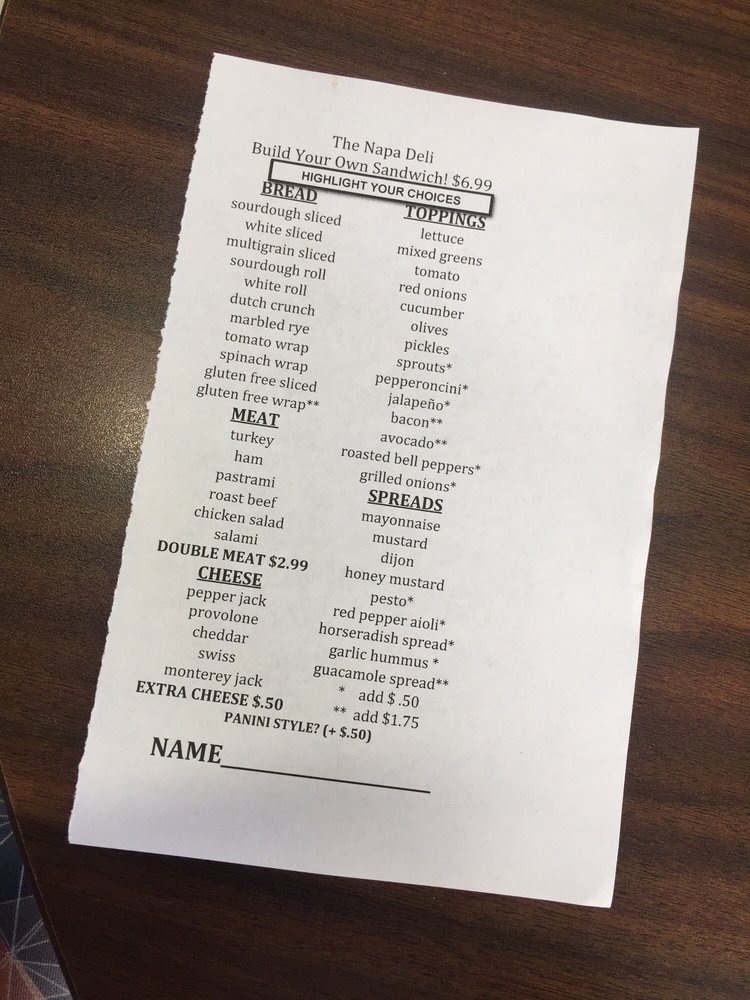 The Napa Deli
Build Your Own Sandwich! $6.99
HIGHLIGHT YOUR CHOICES
BREAD
sourdough sliced
white sliced
multigrain sliced
sourdough roll
white roll
dutch crunch
marbled rye
tomato wrap
spinach wrap
gluten free sliced
gluten free wrap**
MEAT
turkey
ham
pastrami
roast beef
chicken salad
salami
DOUBLE MEAT $2.99
CHEESE
pepper jack
provolone
cheddar
swiss
monterey jack
EXTRA CHEESE $.50
TOPPINGS
lettuce
mixed greens
tomato
red onions
cucumber
olives
pickles
sprouts*
pepperoncini*
jalapeño*
bacon**
avocado**
roasted bell peppers*
grilled onions*
SPREADS
mayonnaise
mustard
dijon
honey mustard
pesto*
red pepper aioli*
horseradish spread*
garlic hummus *
guacamole spread**
* add $ .50
** add $1.75
PANINI STYLE? (+ $.50)
NAME